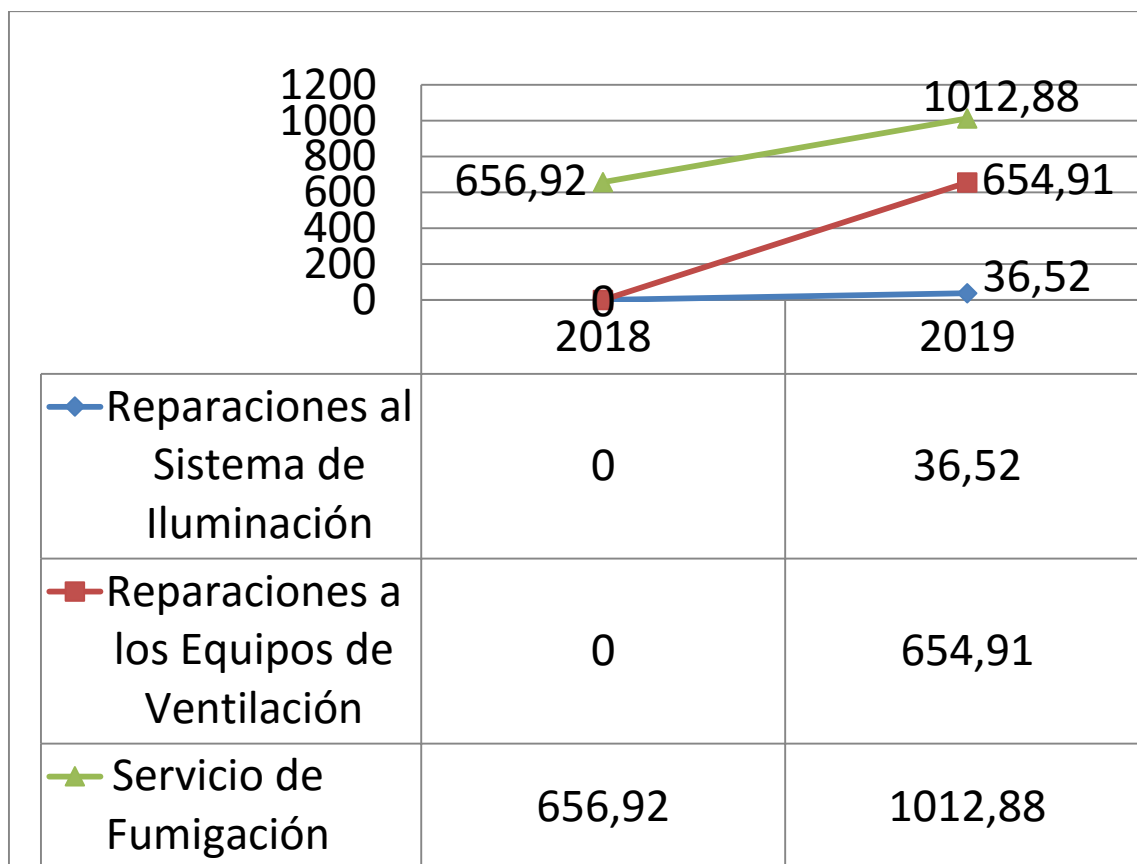 1200
1000
800
600
400
200
0
1012,88
656,92
654,91
36,52
0
2018 2019
Reparaciones al
Sistema de
Iluminación
0 36,52
Reparaciones a
los Equipos de
Ventilación
0 654,91
Servicio de
Fumigación
656,92 1012,88